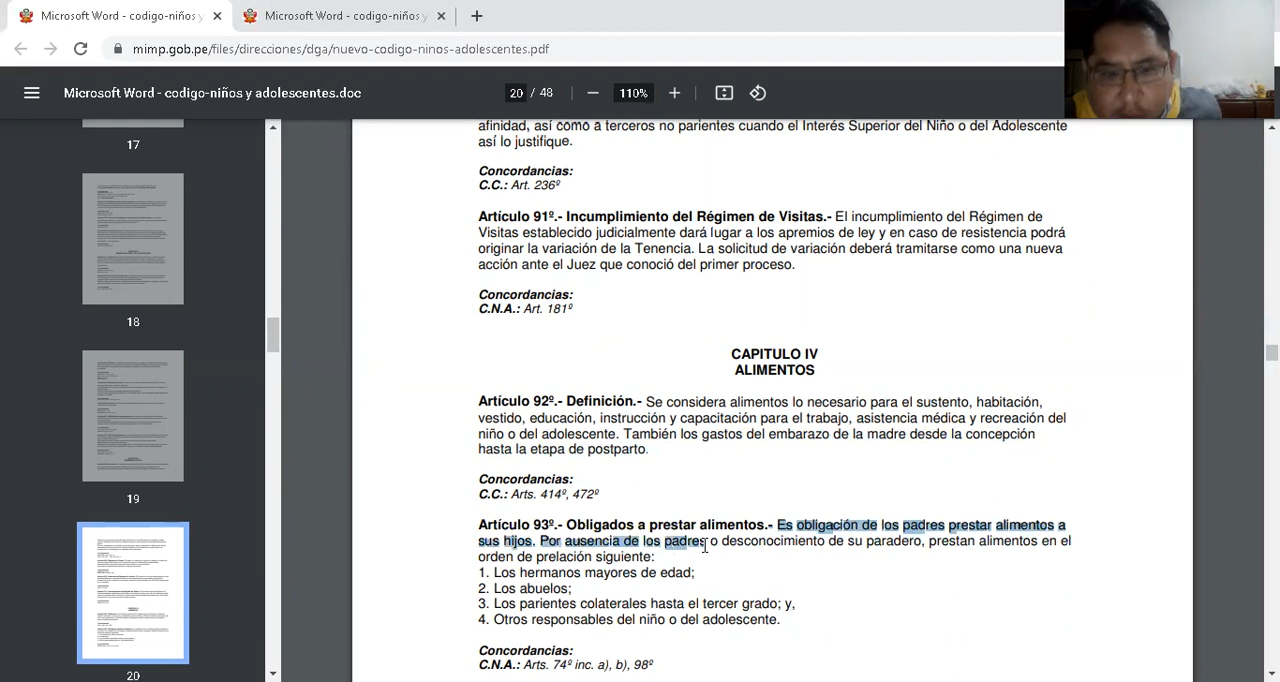 Microsoft Word - codigo-niños y
Microsoft Word - codigo-niños y
mimp.gob.pe/files/direcciones/dga/nuevo-codigo-ninos-adolescentes.pdf
Microsoft Word - codigo-niños y adolescentes.doc
20 / 48
110%
17
18
19
20
afinidad, así como a terceros no parientes cuando el Interés Superior del Niño o del Adolescente
así lo justifique.
Concordancias:
C.C.: Art. 236º
Artículo 91º.- Incumplimiento del Régimen de Visitas.- El incumplimiento del Régimen de
Visitas establecido judicialmente dará lugar a los apremios de ley y en caso de resistencia podrá
originar la variación de la Tenencia. La solicitud de variación deberá tramitarse como una nueva
acción ante el Juez que conoció del primer proceso.
Concordancias:
C.N.A.: Art. 181º
CAPITULO IV
ALIMENTOS
Artículo 92º.- Definición.- Se considera alimentos lo necesario para el sustento, habitación,
vestido, educación, instrucción y capacitación para el trabajo, asistencia médica y recreación del
niño o del adolescente. También los gastos del embarazo de la madre desde la concepción
hasta la etapa de postparto.
Concordancias:
C.C.: Arts. 414º, 472º
Artículo 93º.- Obligados a prestar alimentos.- Es obligación de los padres prestar alimentos a
sus hijos. Por ausencia de los padres o desconocimiento de su paradero, prestan alimentos en el
orden de prelación siguiente:
1. Los hermanos mayores de edad;
2. Los abuelos;
3. Los parientes colaterales hasta el tercer grado; y,
4. Otros responsables del niño o del adolescente.
Concordancias:
C.N.A.: Arts. 74º inc. a), b), 98º